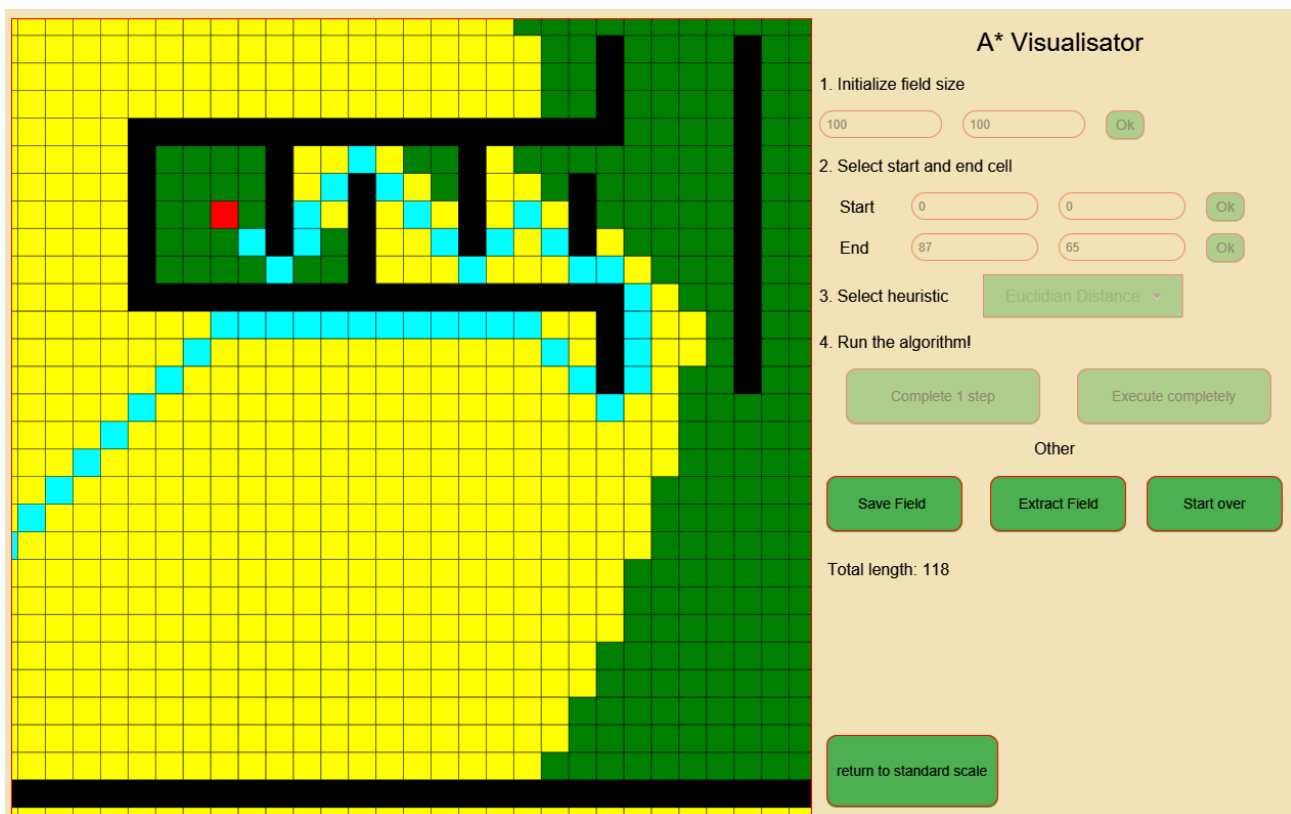 A* Visualisator
1. Initialize field size
100 100 Ok
2. Select start and end cell
Start 0 0 Ok
End 87 65 Ok
3. Select heuristic Euclidian Distance
4. Run the algorithm!
Complete 1 step Execute completely
Other
Save Field Extract Field Start over
Total length: 118
return to standard scale